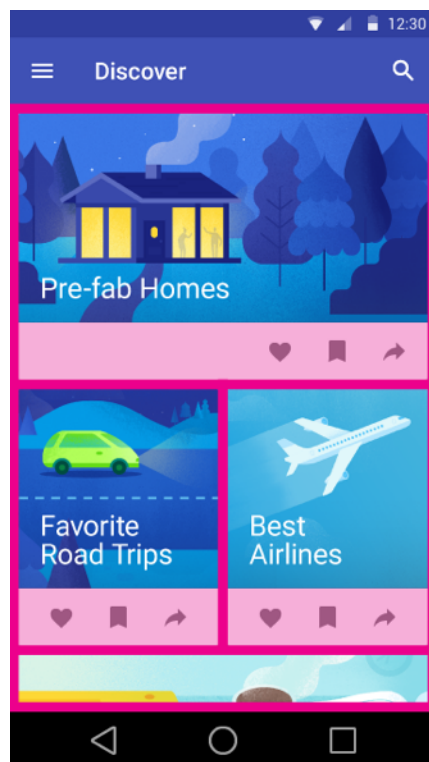 12:30
Discover
Pre-fab Homes
Favorite
Road Trips
Best
Airlines